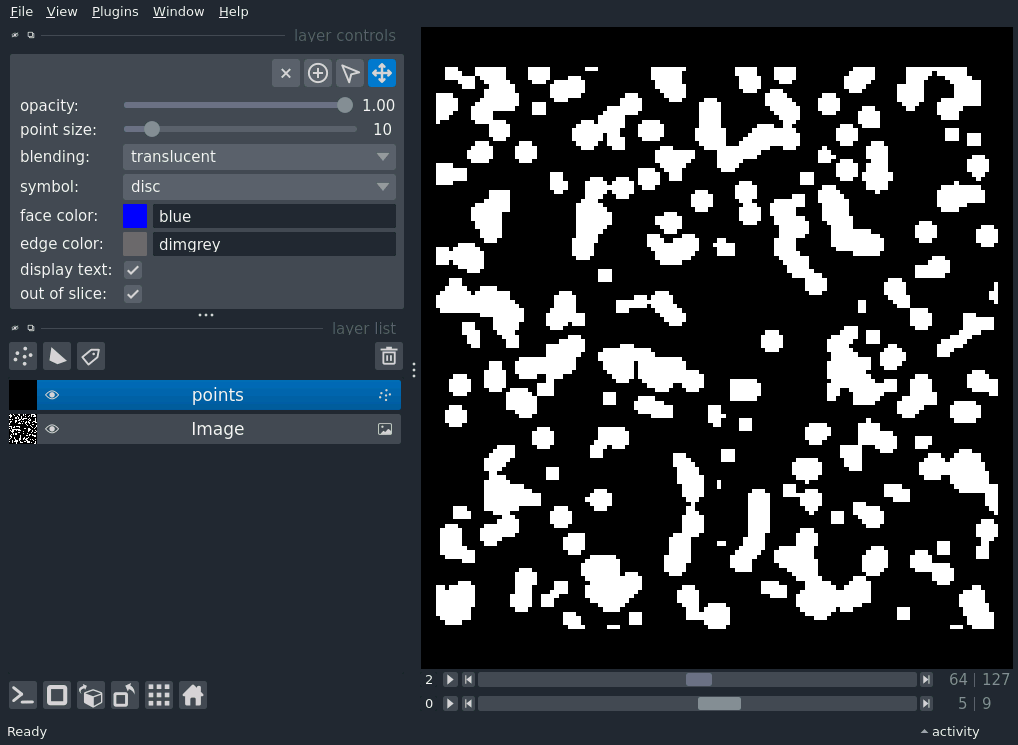 File View Plugins Window Help
layer controls
opacity: 1.00
point size: 10
blending: translucent
symbol: disc
face color: blue
edge color: dimgrey
display text:
out of slice:
layer list
points
Image
2 64 | 127
0 5 | 9
Ready activity